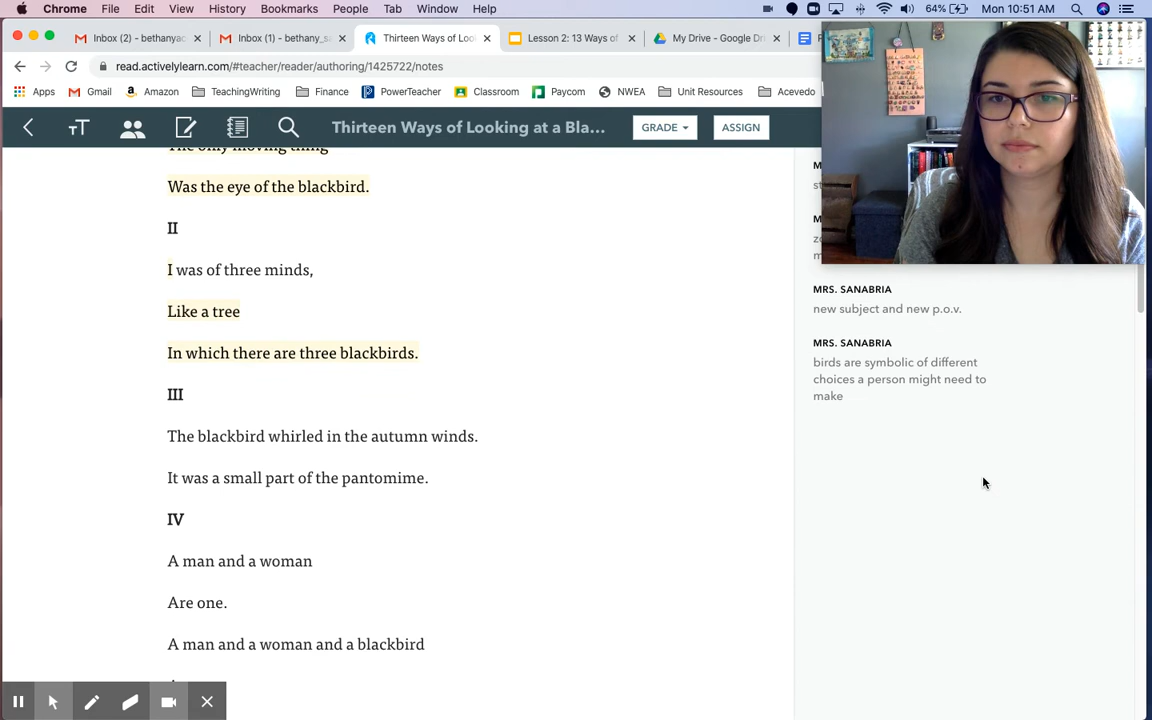 Chrome File Edit View History Bookmarks People Tab Window Help 64% Mon 10:51 AM
Inbox (2) - bethanyac Inbox (1) - bethany_s Thirteen Ways of Loo Lesson 2: 13 Ways of My Drive - Google Dr
read.activelylearn.com/#teacher/reader/authoring/1425722/notes
Apps Gmail Amazon TeachingWriting Finance PowerTeacher Classroom Paycom NWEA Unit Resources Acevedo
Thirteen Ways of Looking at a Bla... GRADE ASSIGN
The only moving thing
Was the eye of the blackbird.
II
I was of three minds,
Like a tree
In which there are three blackbirds.
III
The blackbird whirled in the autumn winds.
It was a small part of the pantomime.
IV
A man and a woman
Are one.
A man and a woman and a blackbird
MRS. SANABRIA
new subject and new p.o.v.
MRS. SANABRIA
birds are symbolic of different
choices a person might need to
make